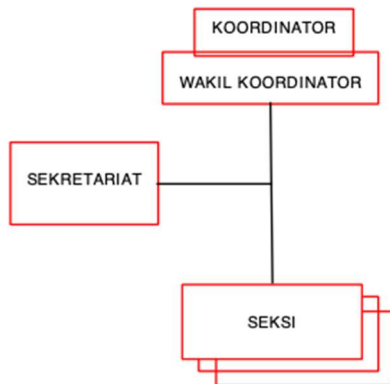 KOORDINATOR
WAKIL KOORDINATOR
SEKRETARIAT
SEKSI